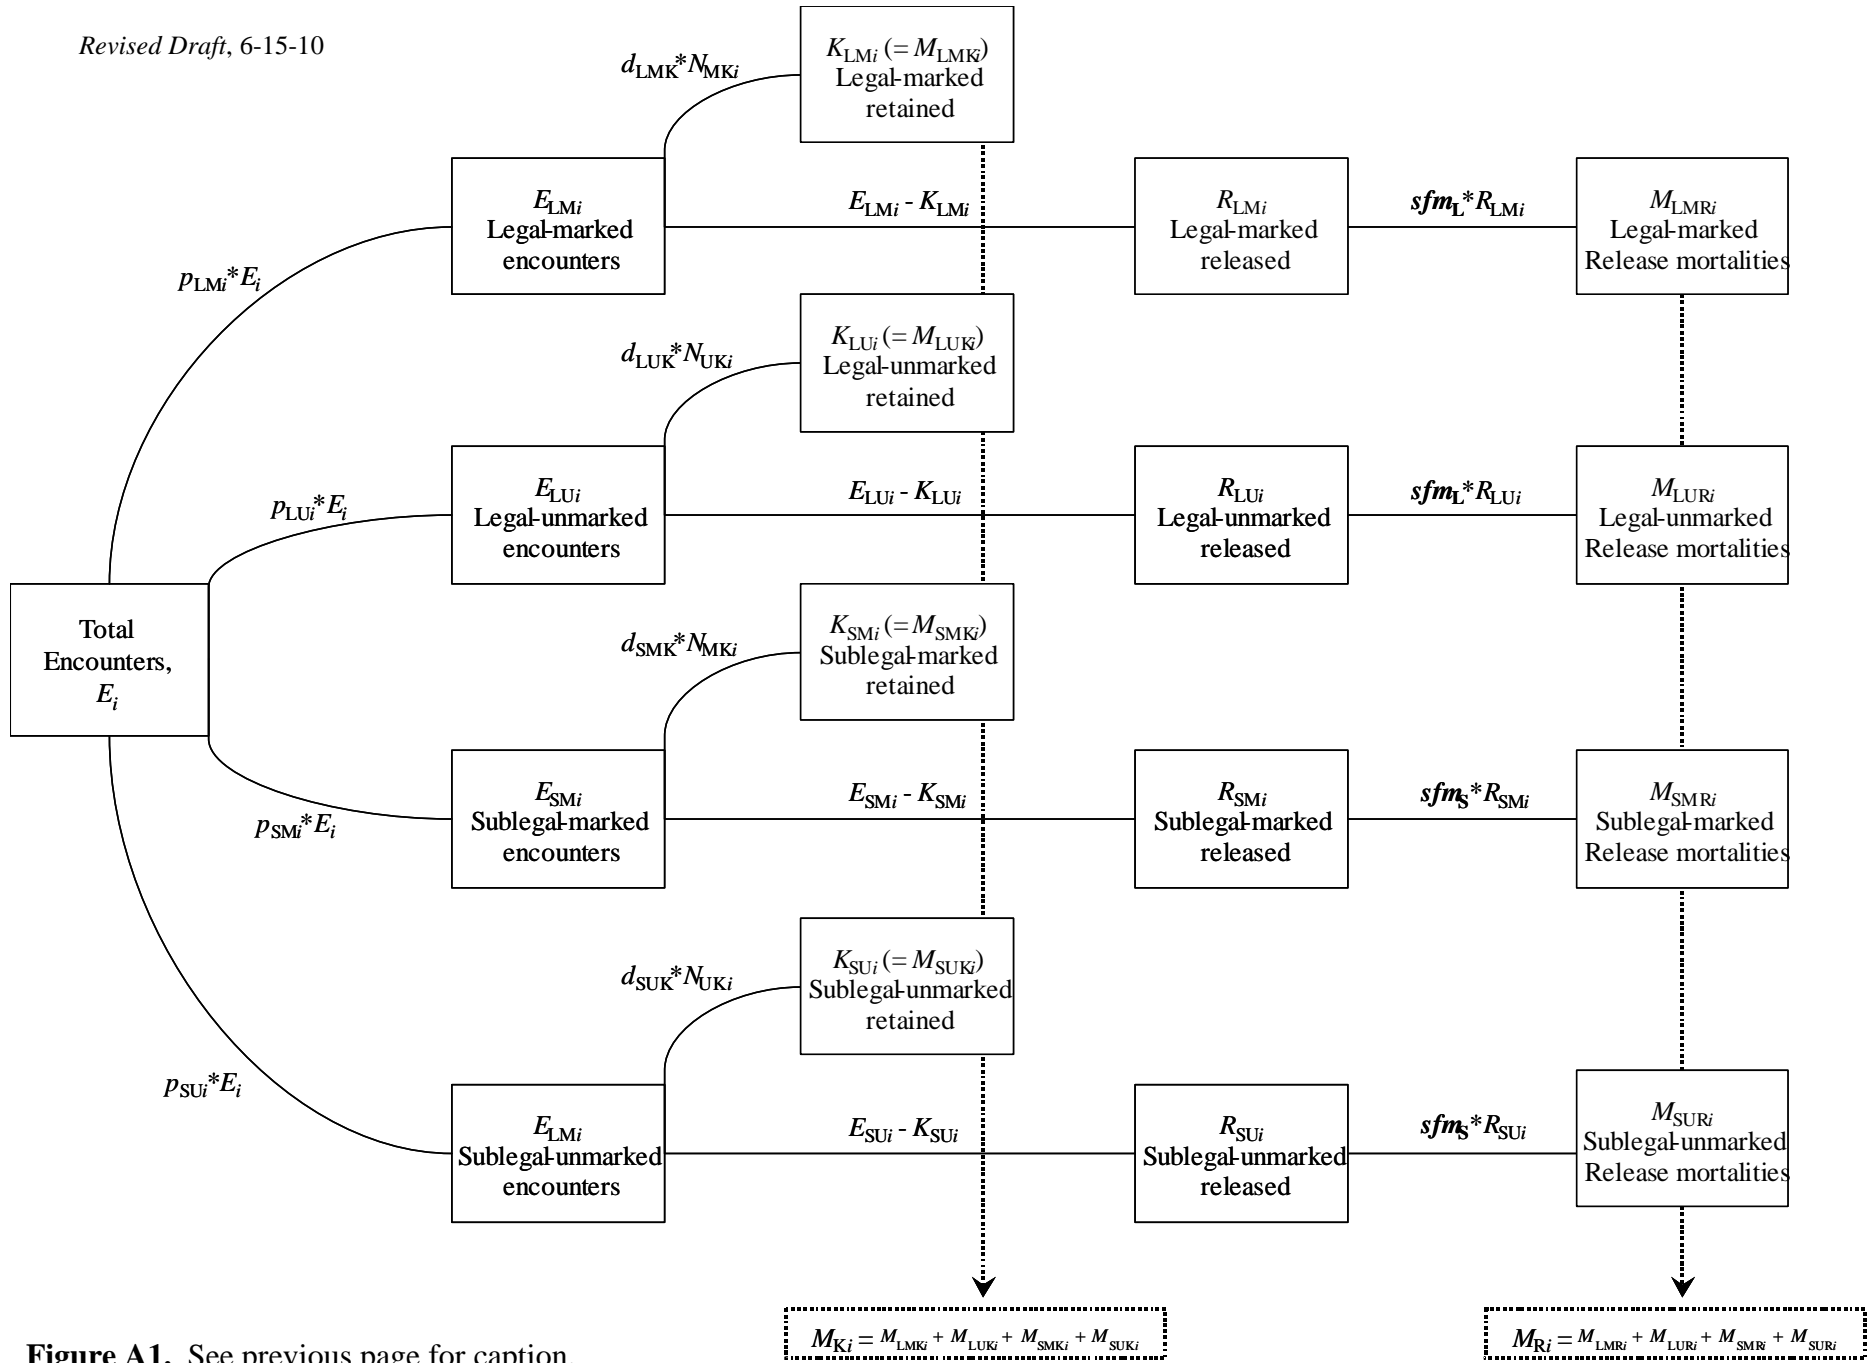 Revised Draft, 6-15-10
d_LMK*N_MKi
K_LMi (= M_LMKi)
Legal-marked
retained
p_LMi*E_i
E_LMi
Legal-marked
encounters
E_LMi - K_LMi
R_LMi
Legal-marked
released
sfm_L*R_LMi
M_LMRi
Legal-marked
Release mortalities
d_LUK*N_UKi
K_LUi (= M_LUKi)
Legal-unmarked
retained
p_LUi*E_i
E_LUi
Legal-unmarked
encounters
E_LUi - K_LUi
R_LUi
Legal-unmarked
released
sfm_L*R_LUi
M_LURi
Legal-unmarked
Release mortalities
Total
Encounters,
E_i
d_SMK*N_MKi
K_SMi (= M_SMKi)
Sublegal-marked
retained
p_SMi*E_i
E_SMi
Sublegal-marked
encounters
E_SMi - K_SMi
R_SMi
Sublegal-marked
released
sfm_S*R_SMi
M_SMRi
Sublegal-marked
Release mortalities
d_SUK*N_UKi
K_SUi (= M_SUKi)
Sublegal-unmarked
retained
p_SUi*E_i
E_LMi
Sublegal-unmarked
encounters
E_SUi - K_SUi
R_SUi
Sublegal-unmarked
released
sfm_S*R_SUi
M_SURi
Sublegal-unmarked
Release mortalities
M_Ki = M_LMKi + M_LUKi + M_SMKi + M_SUKi
M_Ri = M_LMRi + M_LURi + M_SMRi + M_SURi
Figure A1. See previous page for caption.